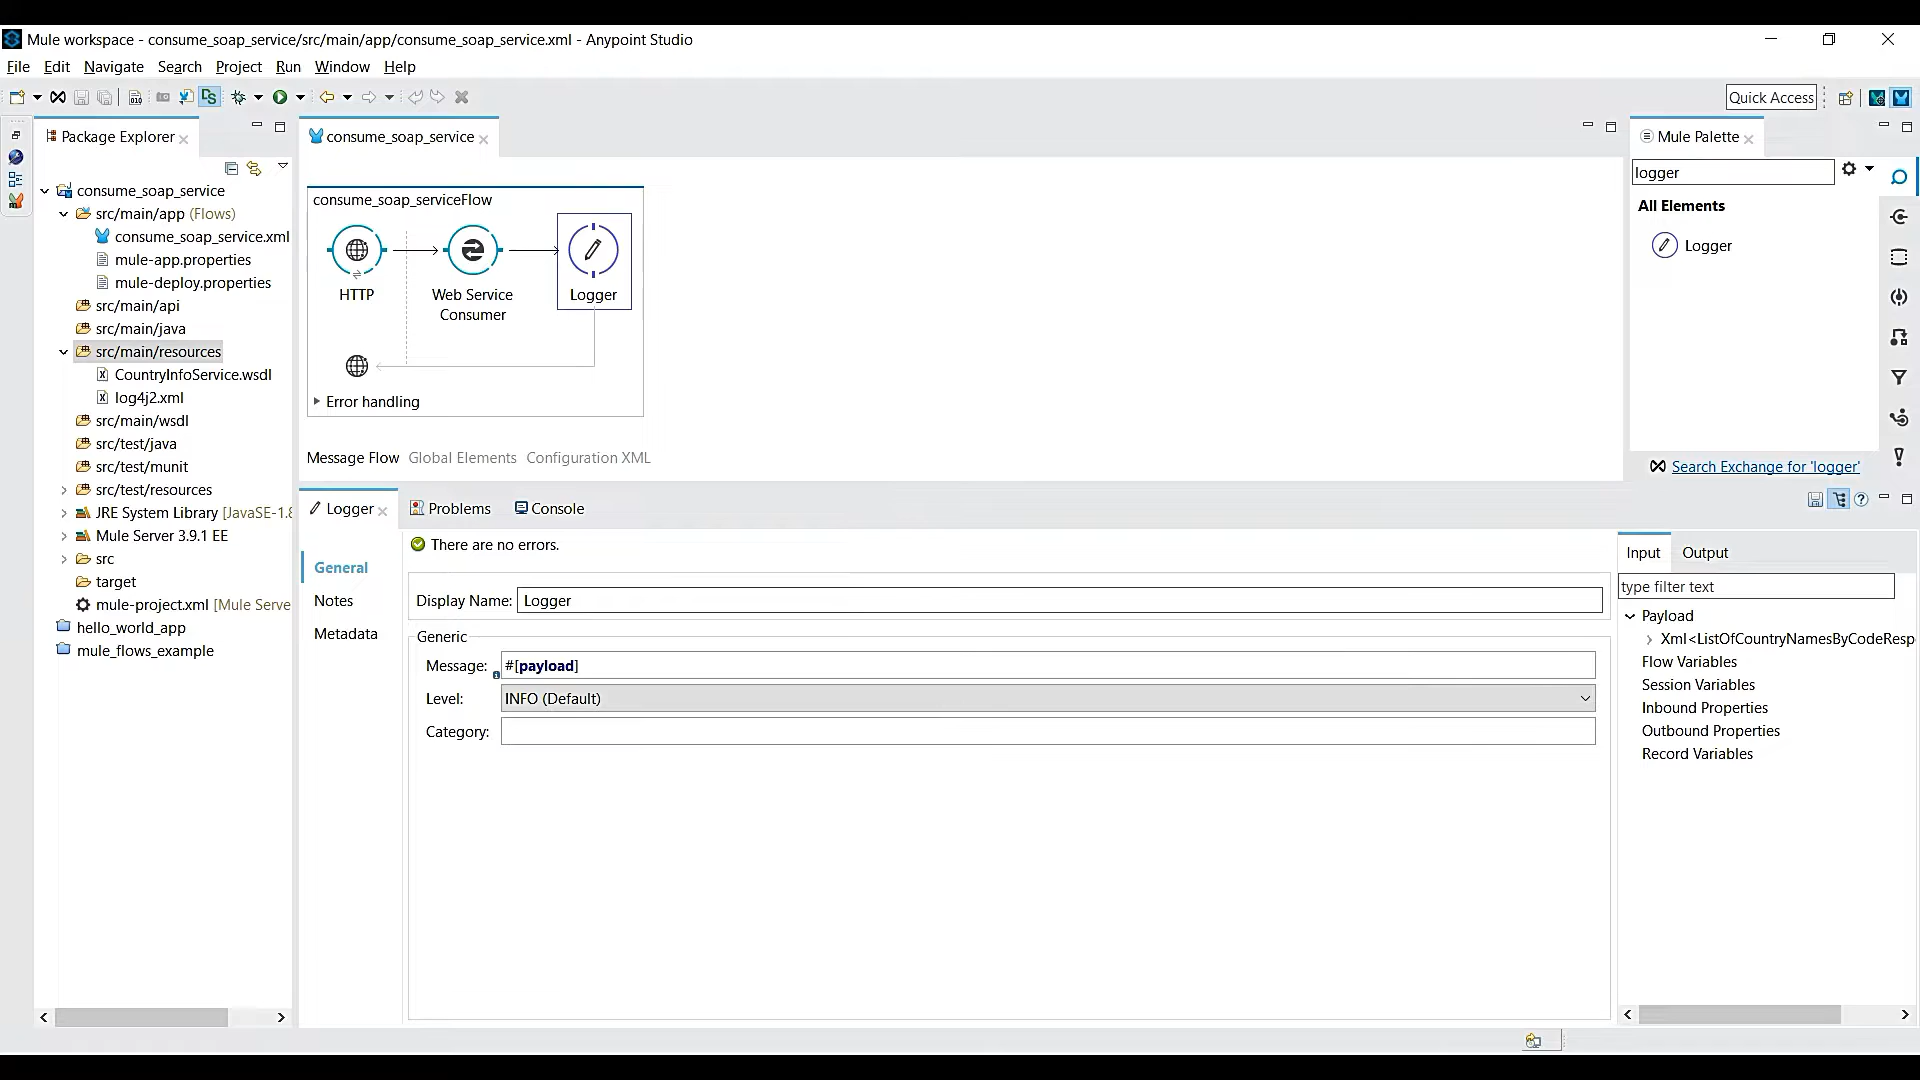 Mule workspace - consume_soap_service/src/main/app/consume_soap_service.xml - Anypoint Studio
File Edit Navigate Search Project Run Window Help
Quick Access
Package Explorer
consume_soap_service
src/main/app (Flows)
consume_soap_service.xml
mule-app.properties
mule-deploy.properties
src/main/api
src/main/java
src/main/resources
CountryInfoService.wsdl
log4j2.xml
src/main/wsdl
src/test/java
src/test/munit
src/test/resources
JRE System Library [JavaSE-1.8
Mule Server 3.9.1 EE
src
target
mule-project.xml [Mule Serve
hello_world_app
mule_flows_example
consume_soap_service
consume_soap_serviceFlow
HTTP
Web Service
Consumer
Logger
Error handling
Message Flow Global Elements Configuration XML
Mule Palette
logger
All Elements
Logger
Search Exchange for 'logger'
Logger Problems Console
There are no errors.
General
Notes
Metadata
Display Name: Logger
Generic
Message: #[payload]
Level: INFO (Default)
Category:
Input Output
type filter text
Payload
Xml<ListOfCountryNamesByCodeResp
Flow Variables
Session Variables
Inbound Properties
Outbound Properties
Record Variables